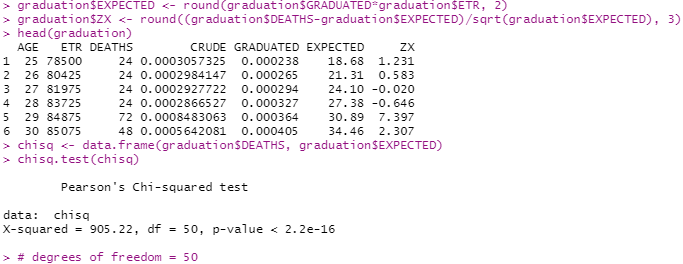 > graduation$EXPECTED <- round(graduation$GRADUATED*graduation$ETR, 2)
> graduation$ZX <- round((graduation$DEATHS-graduation$EXPECTED)/sqrt(graduation$EXPECTED), 3)
> head(graduation)
  AGE   ETR DEATHS        CRUDE GRADUATED EXPECTED     ZX
1  25 78500     24 0.0003057325  0.000238    18.68  1.231
2  26 80425     24 0.0002984147  0.000265    21.31  0.583
3  27 81975     24 0.0002927722  0.000294    24.10 -0.020
4  28 83725     24 0.0002866527  0.000327    27.38 -0.646
5  29 84875     72 0.0008483063  0.000364    30.89  7.397
6  30 85075     48 0.0005642081  0.000405    34.46  2.307
> chisq <- data.frame(graduation$DEATHS, graduation$EXPECTED)
> chisq.test(chisq)
Pearson's Chi-squared test
data:  chisq
X-squared = 905.22, df = 50, p-value < 2.2e-16
> # degrees of freedom = 50